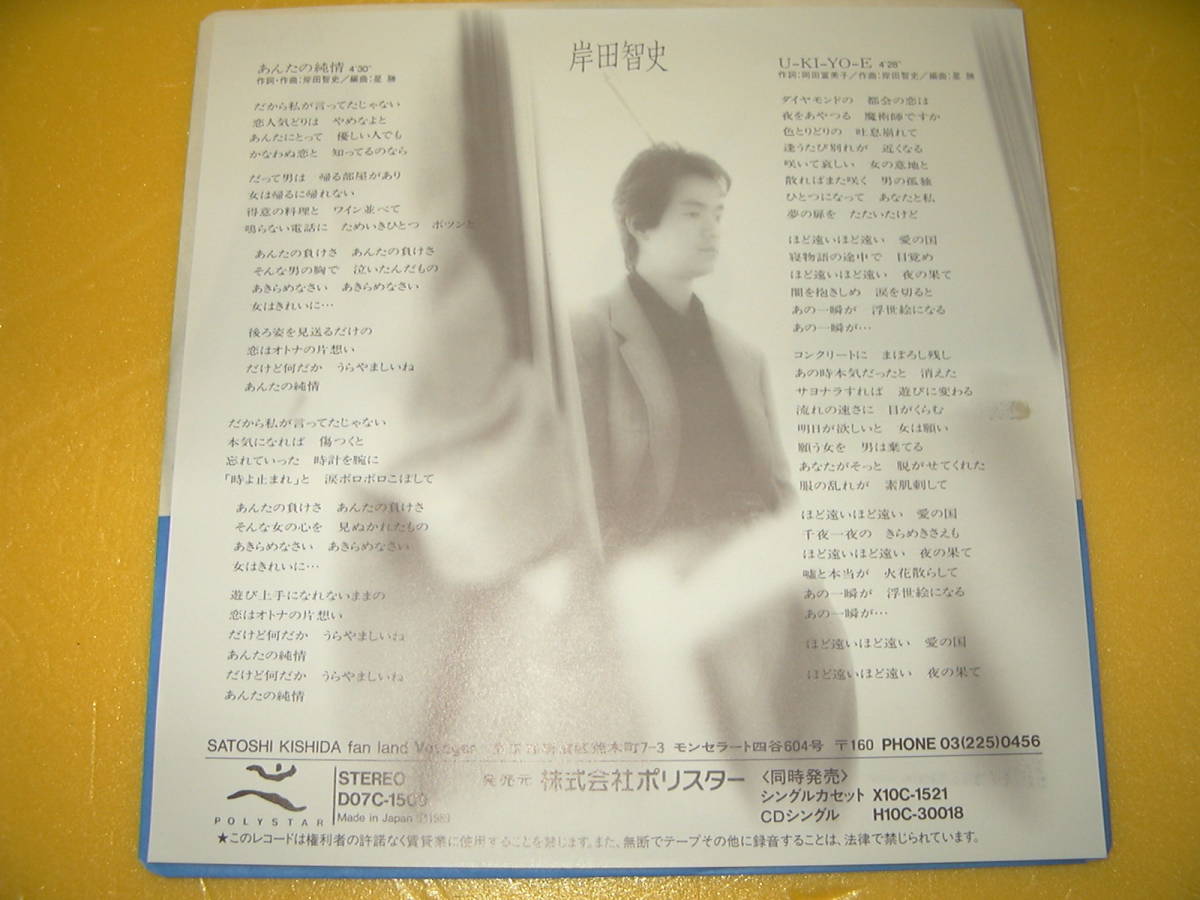 岸田智史
あんたの純情 4'30"
作詞・作曲:岸田智史/編曲:星 勝
だから私が言ってたじゃない
恋人気どりは やめなよと
あんたにとって 優しい人でも
かなわぬ恋と 知ってるのなら
だって男は 帰る部屋があり
女は帰るに帰れない
得意の料理と ワイン並べて
鳴らない電話に ためいきひとつ ポツンと
あんたの負けさ あんたの負けさ
そんな男の胸で 泣いたんだもの
あきらめなさい あきらめなさい
女はきれいに…
後ろ姿を見送るだけの
恋はオトナの片想い
だけど何だか うらやましいね
あんたの純情
だから私が言ってたじゃない
本気になれば 傷つくと
忘れていった 時計を腕に
「時よ止まれ」と 涙ポロポロこぼして
あんたの負けさ あんたの負けさ
そんな女の心を 見ぬかれたもの
あきらめなさい あきらめなさい
女はきれいに…
遊び上手になれないままの
恋はオトナの片想い
だけど何だか うらやましいね
あんたの純情
だけど何だか うらやましいね
あんたの純情
U-KI-YO-E 4'28"
作詞:岡田冨美子/作曲:岸田智史/編曲:星 勝
ダイヤモンドの 都会の恋は
夜をあやつる 魔術師ですか
色とりどりの 吐息崩れて
逢うたび別れが 近くなる
咲いて哀しい 女の意地と
散ればまた咲く 男の孤独
ひとつになって あなたと私
夢の扉を たたいたけど
ほど遠いほど遠い 愛の国
寝物語の途中で 目覚め
ほど遠いほど遠い 夜の果て
闇を抱きしめ 涙を切ると
あの一瞬が 浮世絵になる
あの一瞬が…
コンクリートに まぼろし残し
あの時本気だったと 消えた
サヨナラすれば 遊びに変わる
流れの速さに 目がくらむ
明日が欲しいと 女は願い
願う女を 男は棄てる
あなたがそっと 脱がせてくれた
服の乱れが 素肌刺して
ほど遠いほど遠い 愛の国
千夜一夜の きらめきさえも
ほど遠いほど遠い 夜の果て
嘘と本当が 火花散らして
あの一瞬が 浮世絵になる
あの一瞬が…
ほど遠いほど遠い 愛の国
ほど遠いほど遠い 夜の果て
SATOSHI KISHIDA fan land Voyager 町7-3 モンセラート四谷604号 〒160 PHONE 03(225)0456
POLYSTAR
STEREO
D07C-15
Made in Japan
発売元 株式会社ポリスター
〈同時発売〉
シングルカセット X10C-1521
CDシングル H10C-30018
★このレコードは権利者の許諾なく賃貸業に使用することを禁じます。また、無断でテープその他に録音することは、法律で禁じられています。